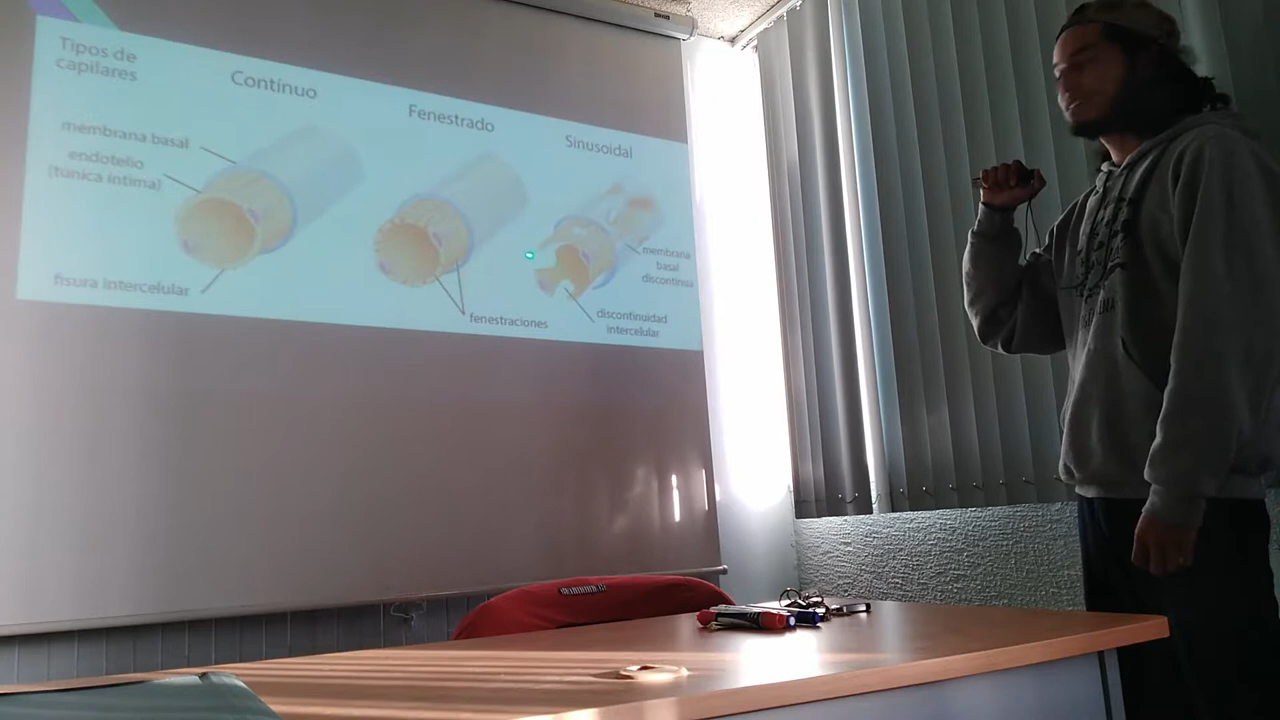 Tipos de
capilares
Contínuo
Fenestrado
Sinusoidal
membrana basal
endotelio
(túnica íntima)
fisura intercelular
fenestraciones
membrana
basal
discontinua
discontinuidad
intercelular